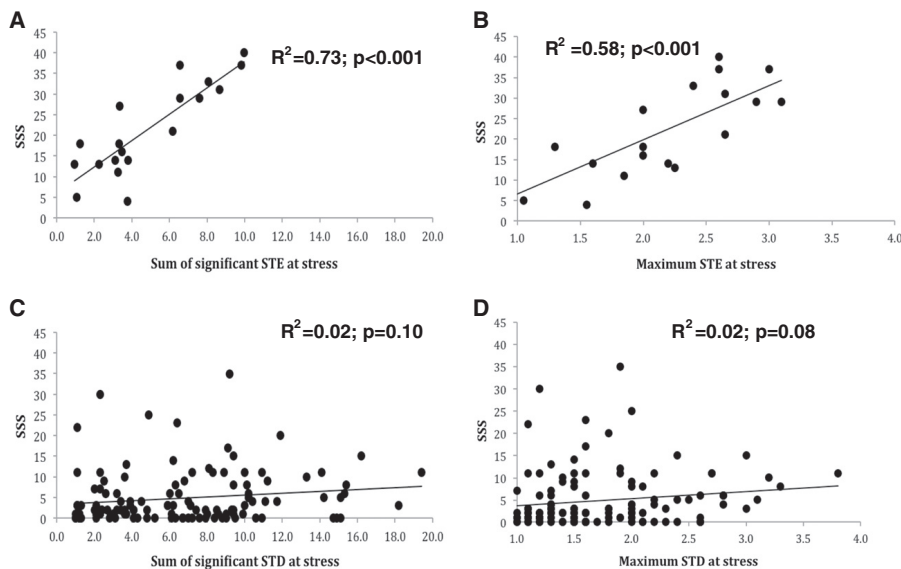 A
R²=0.73; p<0.001
45
40
35
30
25
20
15
10
5
0
SSS
0.0 2.0 4.0 6.0 8.0 10.0 12.0 14.0 16.0 18.0 20.0
Sum of significant STE at stress
B
R²=0.58; p<0.001
45
40
35
30
25
20
15
10
5
0
SSS
1.0 1.5 2.0 2.5 3.0 3.5 4.0
Maximum STE at stress
C
R²=0.02; p=0.10
45
40
35
30
25
20
15
10
5
0
SSS
0.0 2.0 4.0 6.0 8.0 10.0 12.0 14.0 16.0 18.0 20.0
Sum of significant STD at stress
D
R²=0.02; p=0.08
45
40
35
30
25
20
15
10
5
0
SSS
1.0 1.5 2.0 2.5 3.0 3.5 4.0
Maximum STD at stress